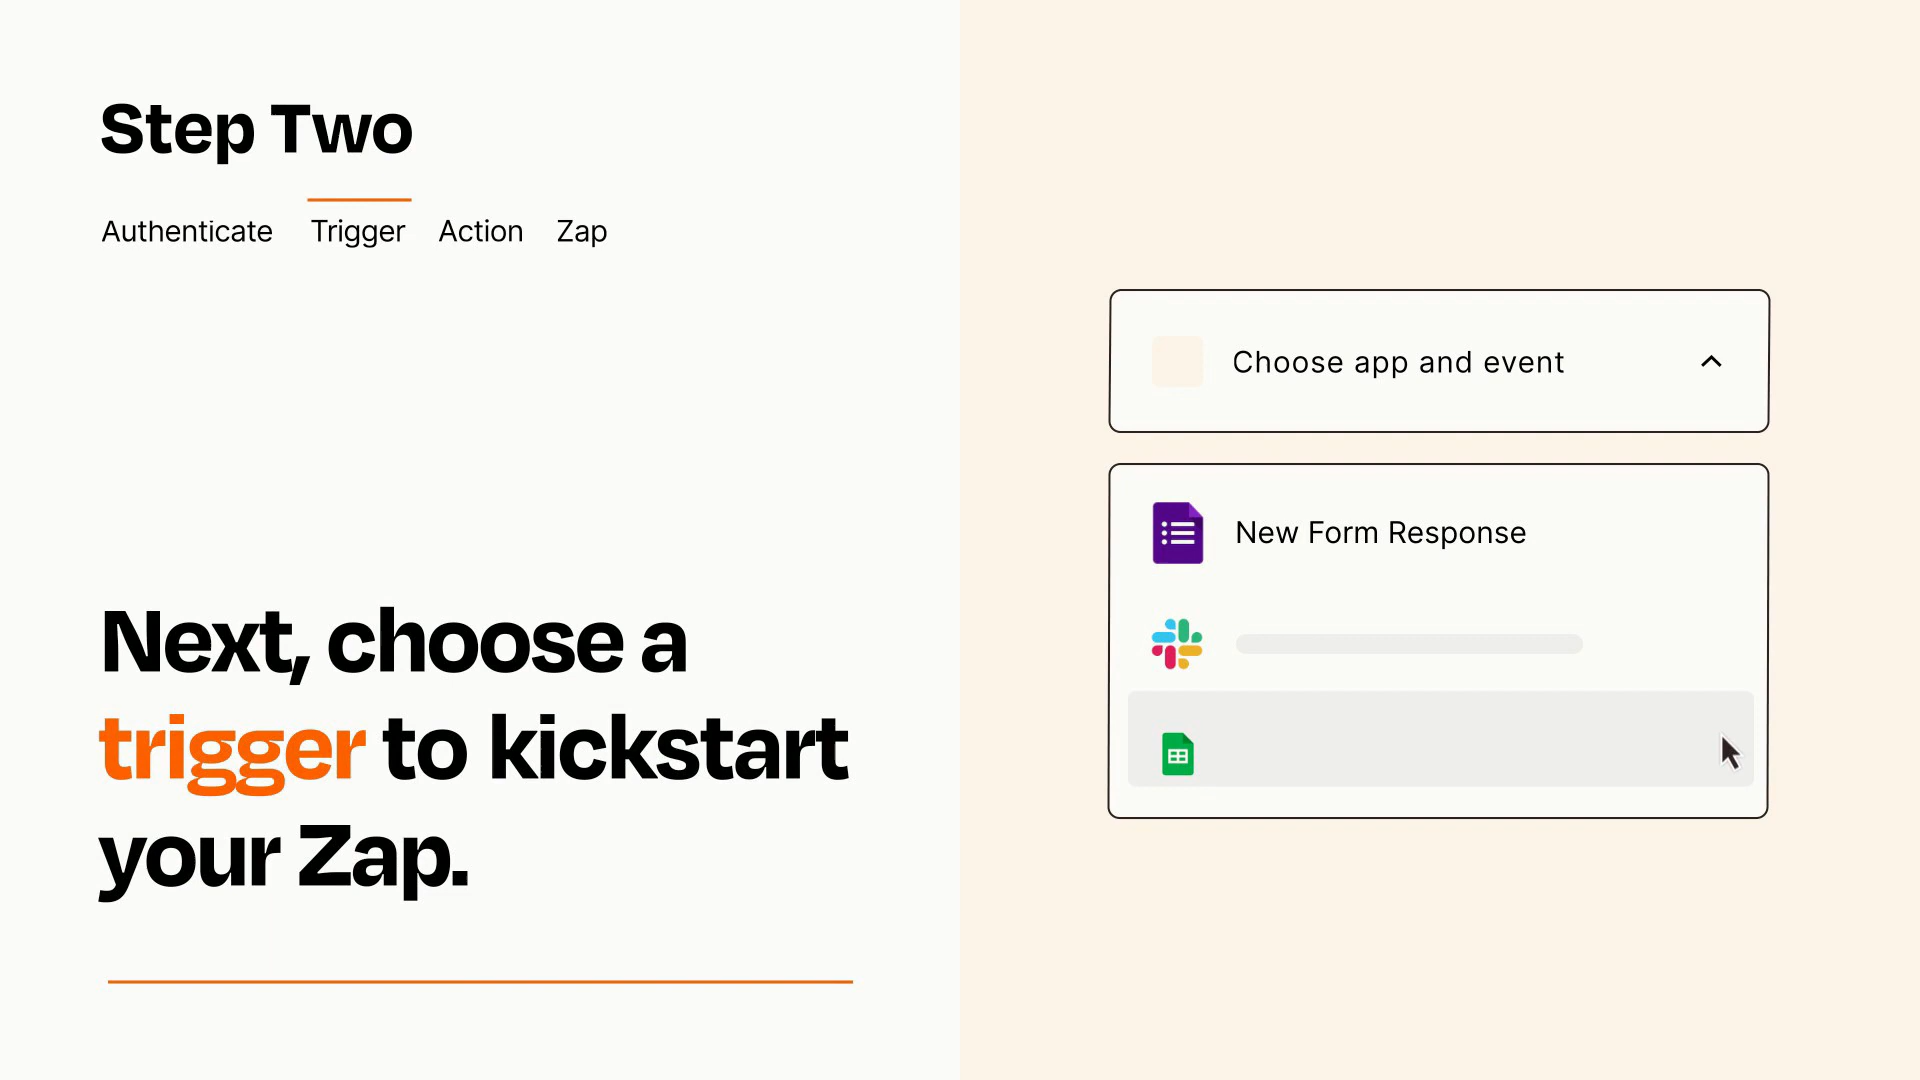 Step Two
Authenticate Trigger Action Zap
Next, choose a
trigger to kickstart
your Zap.
Choose app and event
New Form Response